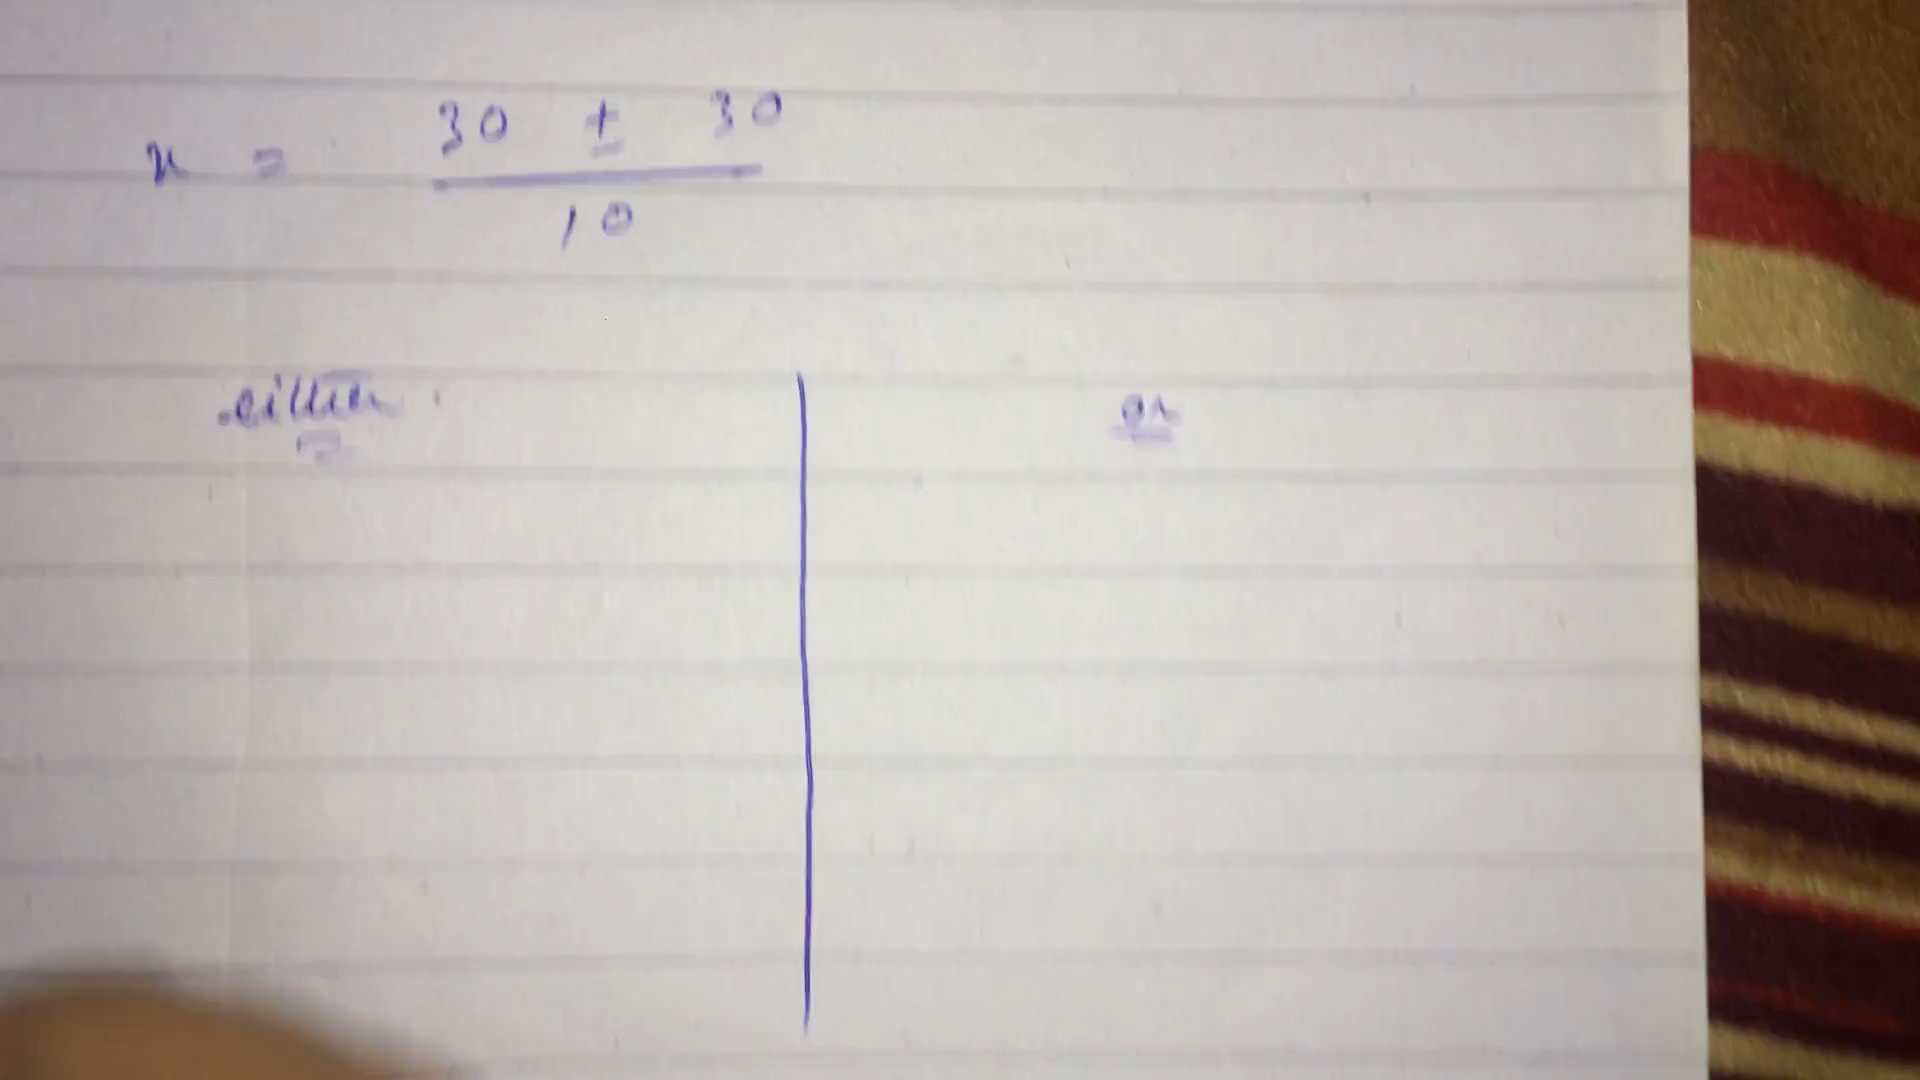 x = 30 ± 30
10
either
or